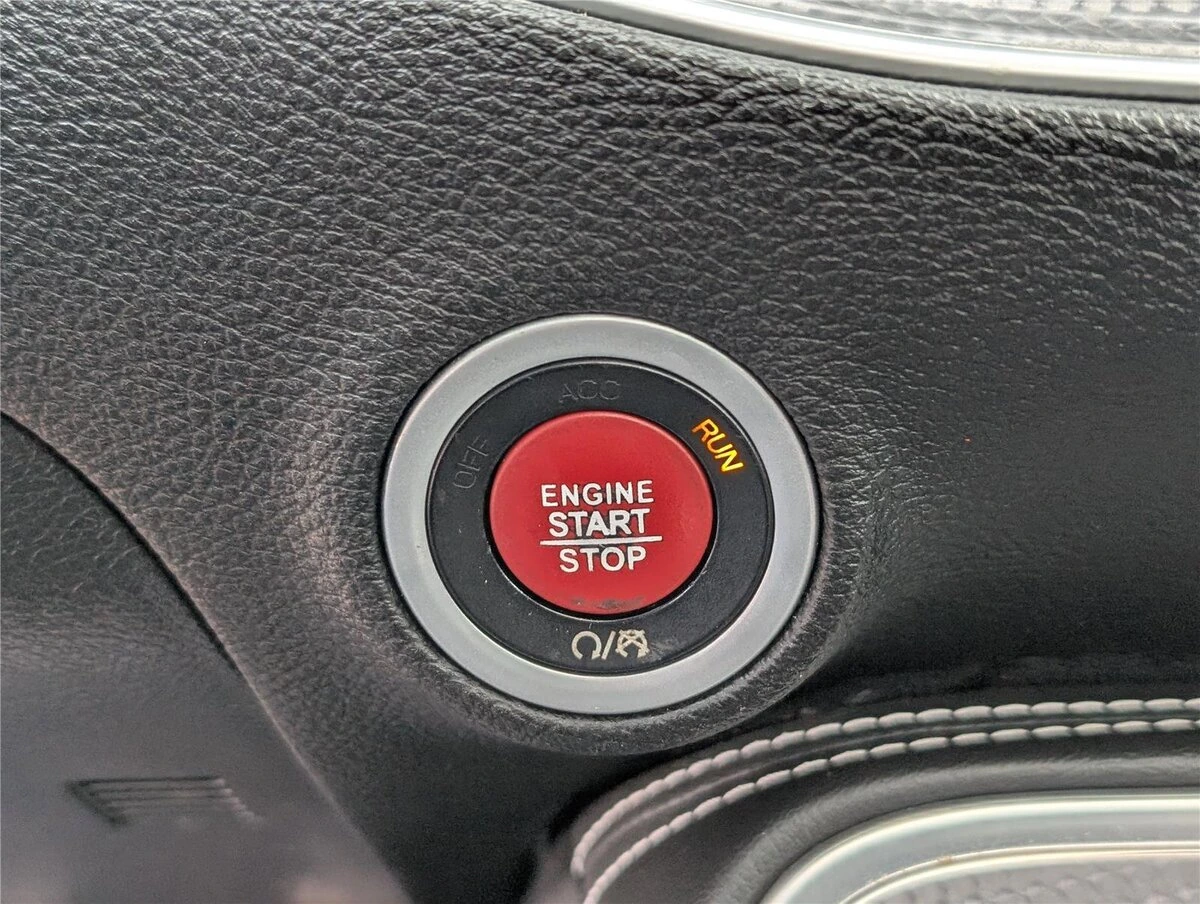 ACC
OFF
RUN
ENGINE
START
STOP